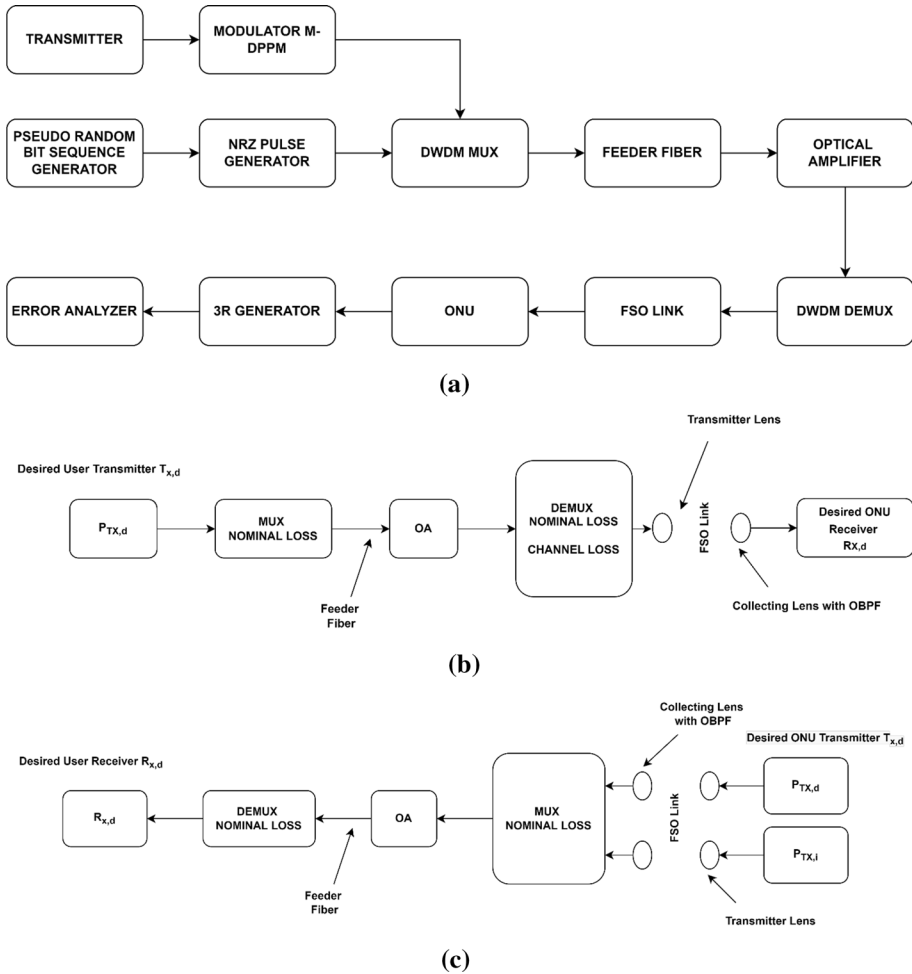 TRANSMITTER
MODULATOR M-
DPPM
PSEUDO RANDOM
BIT SEQUENCE
GENERATOR
NRZ PULSE
GENERATOR
DWDM MUX
FEEDER FIBER
OPTICAL
AMPLIFIER
ERROR ANALYZER
3R GENERATOR
ONU
FSO LINK
DWDM DEMUX
(a)
Transmitter Lens
Desired User Transmitter Tx,d
PTX,d
MUX
NOMINAL LOSS
OA
DEMUX
NOMINAL LOSS
CHANNEL LOSS
FSO Link
Desired ONU
Receiver
Rx,d
Feeder
Fiber
Collecting Lens with OBPF
(b)
Collecting Lens
with OBPF
Desired User Receiver Rx,d
Desired ONU Transmitter Tx,d
Rx,d
DEMUX
NOMINAL LOSS
OA
MUX
NOMINAL LOSS
FSO Link
PTX,d
PTX,i
Feeder
Fiber
Transmitter Lens
(c)